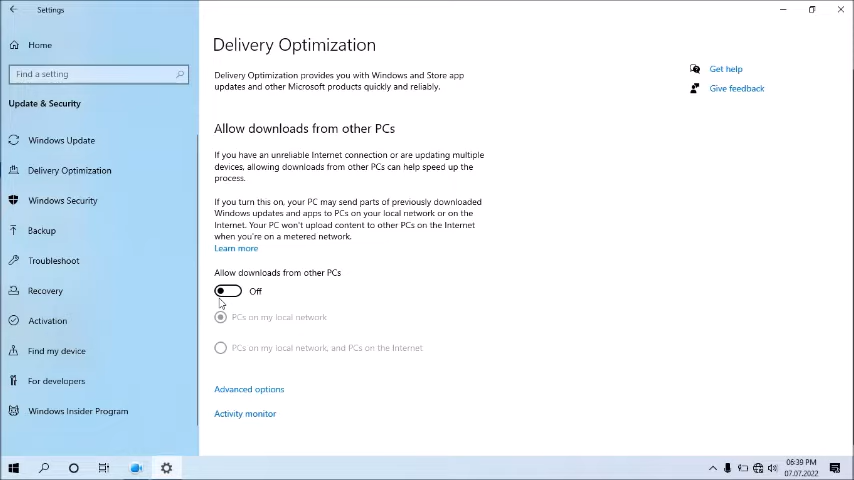 Settings
Home
Find a setting
Update & Security
Windows Update
Delivery Optimization
Windows Security
Backup
Troubleshoot
Recovery
Activation
Find my device
For developers
Windows Insider Program
Delivery Optimization
Delivery Optimization provides you with Windows and Store app
updates and other Microsoft products quickly and reliably.
Allow downloads from other PCs
If you have an unreliable Internet connection or are updating multiple
devices, allowing downloads from other PCs can help speed up the
process.
If you turn this on, your PC may send parts of previously downloaded
Windows updates and apps to PCs on your local network or on the
Internet. Your PC won't upload content to other PCs on the Internet
when you're on a metered network.
Learn more
Allow downloads from other PCs
Off
PCs on my local network
PCs on my local network, and PCs on the Internet
Advanced options
Activity monitor
Get help
Give feedback
06:39 PM
07.07.2022